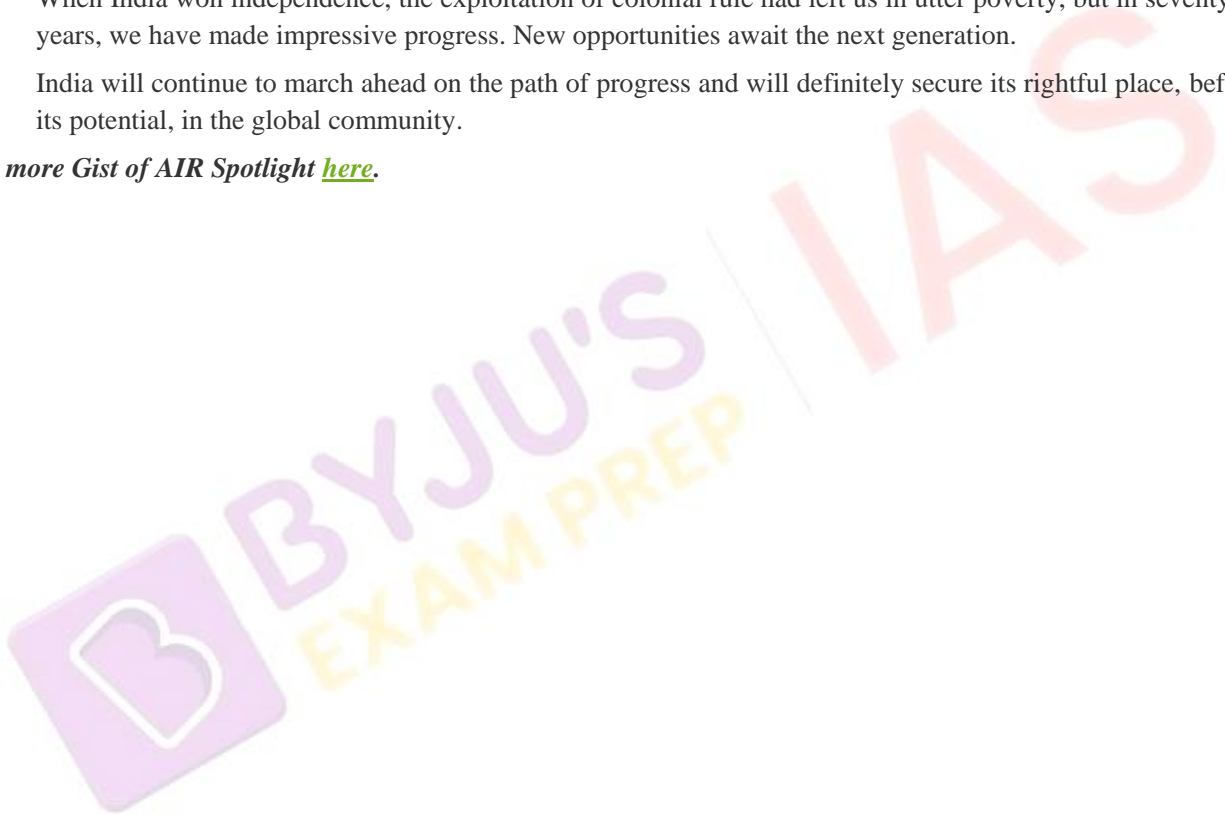 When India won independence, the exploitation of colonial rule had left us in utter poverty, but in seventy
years, we have made impressive progress. New opportunities await the next generation.
India will continue to march ahead on the path of progress and will definitely secure its rightful place, bef
its potential, in the global community.
more Gist of AIR Spotlight here.
BYJU'S
EXAM PREP
IAS
B